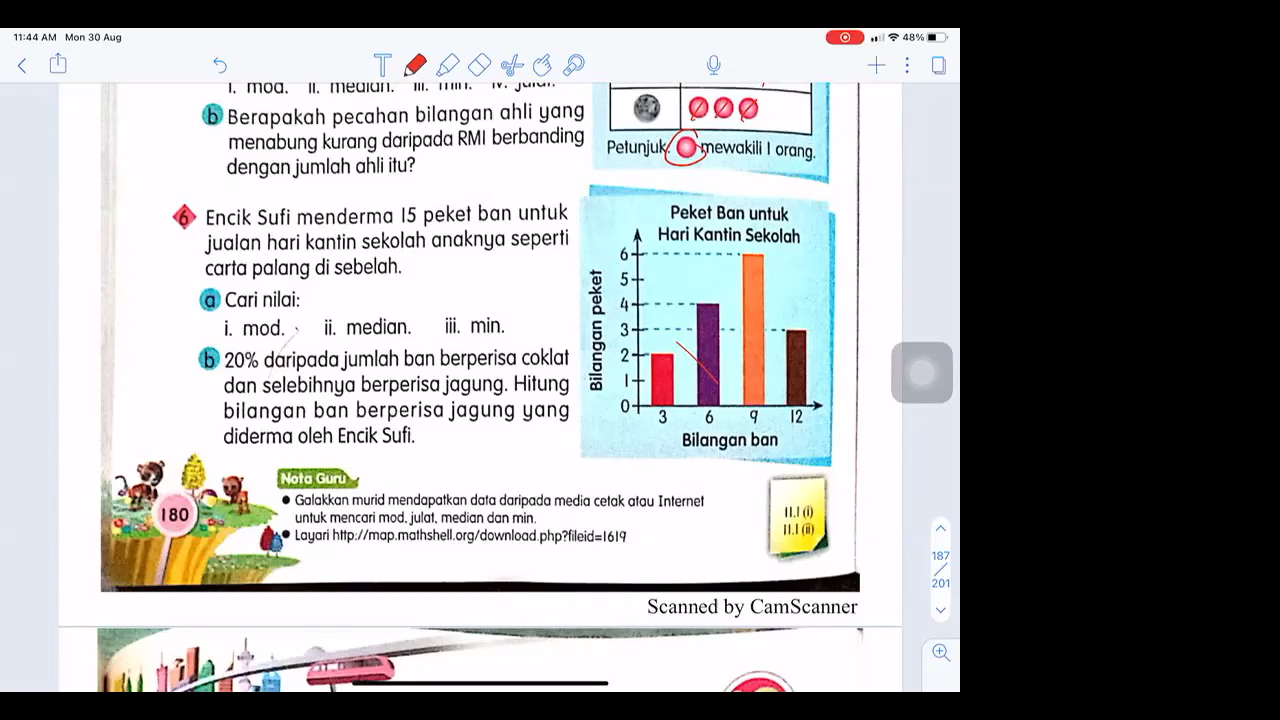 11:44 AM Mon 30 Aug
48%
T
i. mod. ii. median. iii. min. iv. julat.
b Berapakah pecahan bilangan ahli yang
menabung kurang daripada RM1 berbanding
dengan jumlah ahli itu?
Petunjuk: mewakili 1 orang.
6 Encik Sufi menderma 15 peket ban untuk
jualan hari kantin sekolah anaknya seperti
carta palang di sebelah.
a Cari nilai:
i. mod. ii. median. iii. min.
b 20% daripada jumlah ban berperisa coklat
dan selebihnya berperisa jagung. Hitung
bilangan ban berperisa jagung yang
diderma oleh Encik Sufi.
Peket Ban untuk
Hari Kantin Sekolah
Bilangan peket
6
5
4
3
2
1
0
3 6 9 12
Bilangan ban
Nota Guru
• Galakkan murid mendapatkan data daripada media cetak atau Internet
untuk mencari mod, julat, median dan min.
• Layari http://map.mathshell.org/download.php?fileid=1619
180
11.1 (i)
11.1 (ii)
187
201
Scanned by CamScanner